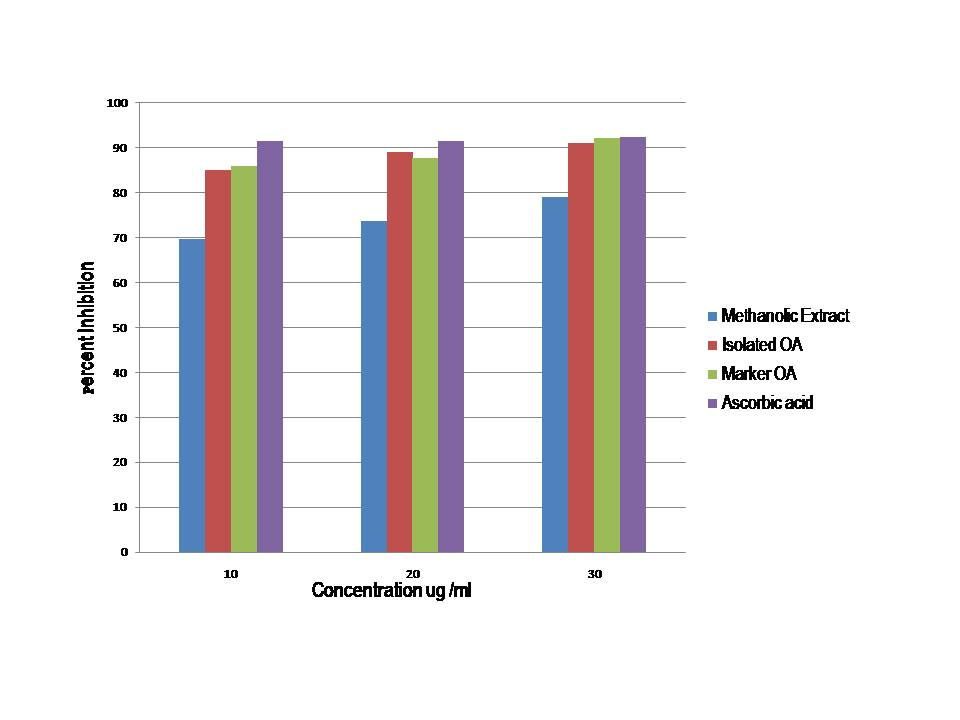 100
90
80
70
60
50
40
30
20
10
0
percent Inhibition
10 20 30
Concentration ug /ml
Methanolic Extract
Isolated OA
Marker OA
Ascorbic acid